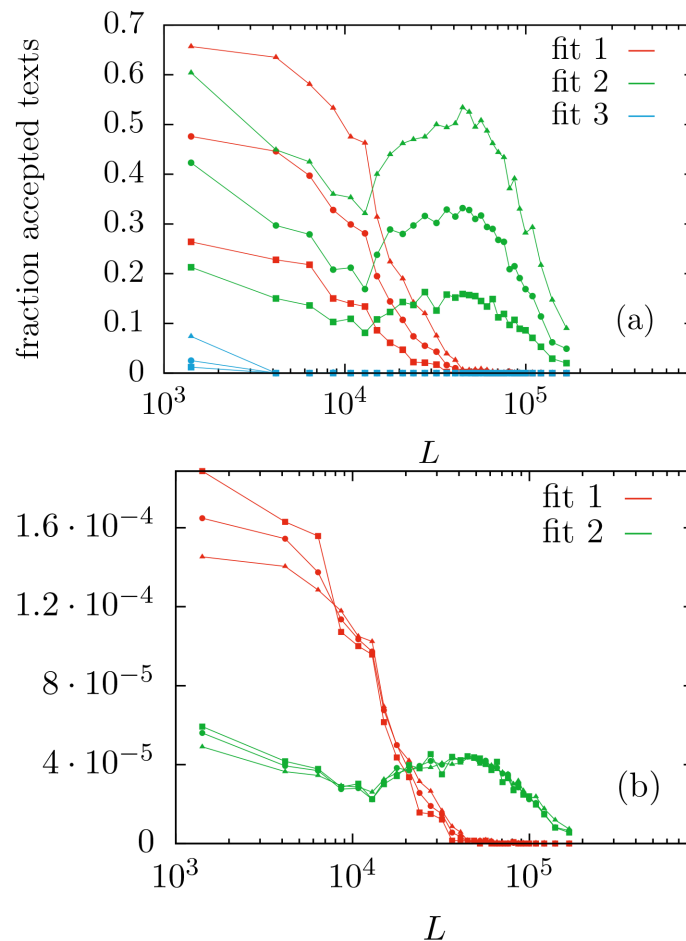 fraction accepted texts
0.7
0.6
0.5
0.4
0.3
0.2
0.1
0
fit 1
fit 2
fit 3
(a)
10^3 10^4 10^5
L
1.6 · 10^-4
1.2 · 10^-4
8 · 10^-5
4 · 10^-5
0
fit 1
fit 2
(b)
10^3 10^4 10^5
L